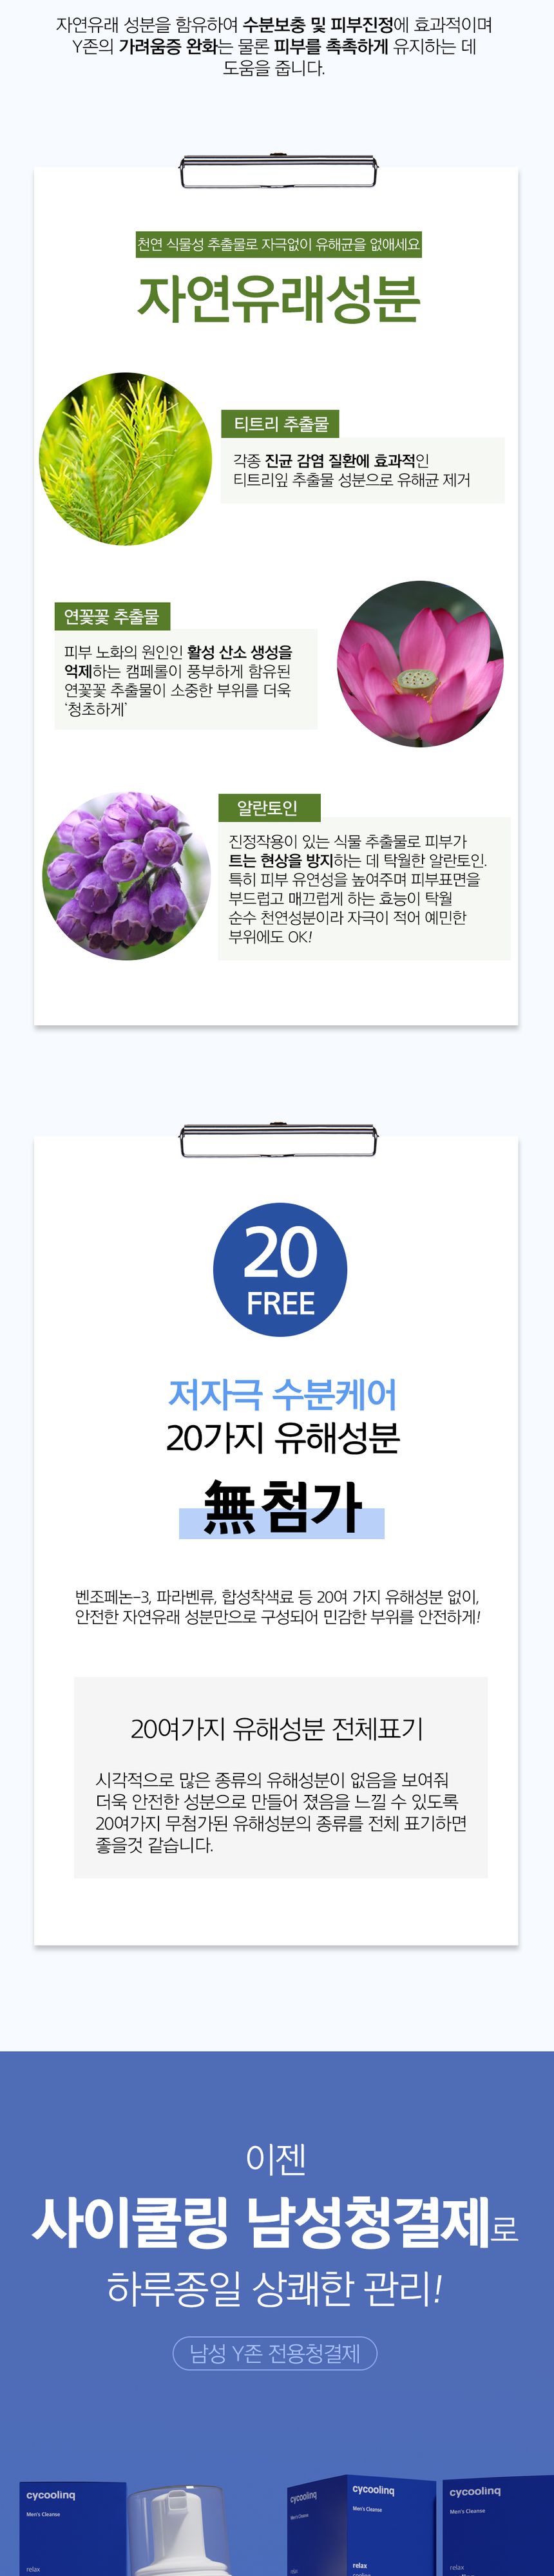 자연유래 성분을 함유하여 수분보충 및 피부진정에 효과적이며
Y존의 가려움증 완화는 물론 피부를 촉촉하게 유지하는 데
도움을 줍니다.
천연 식물성 추출물로 자극없이 유해균을 없애세요
자연유래성분
티트리 추출물
각종 진균 감염 질환에 효과적인
티트리잎 추출물 성분으로 유해균 제거
연꽃꽃 추출물
피부 노화의 원인인 활성 산소 생성을
억제하는 캠페롤이 풍부하게 함유된
연꽃꽃 추출물이 소중한 부위를 더욱
‘청초하게’
알란토인
진정작용이 있는 식물 추출물로 피부가
트는 현상을 방지하는 데 탁월한 알란토인.
특히 피부 유연성을 높여주며 피부표면을
부드럽고 매끄럽게 하는 효능이 탁월
순수 천연성분이라 자극이 적어 예민한
부위에도 OK!
20
FREE
저자극 수분케어
20가지 유해성분
無첨가
벤조페논-3, 파라벤류, 합성착색료 등 20여 가지 유해성분 없이,
안전한 자연유래 성분만으로 구성되어 민감한 부위를 안전하게!
20여가지 유해성분 전체표기
시각적으로 많은 종류의 유해성분이 없음을 보여줘
더욱 안전한 성분으로 만들어 졌음을 느낄 수 있도록
20여가지 무첨가된 유해성분의 종류를 전체 표기하면
좋을것 같습니다.
이젠
사이쿨링 남성청결제로
하루종일 상쾌한 관리!
남성 Y존 전용청결제
cycoolinq
Men's Cleanse
relax
cycoolinq
Men's Cleanse
cycoolinq
Men's Cleanse
relax
cycoolinq
Men's Cleanse
relax